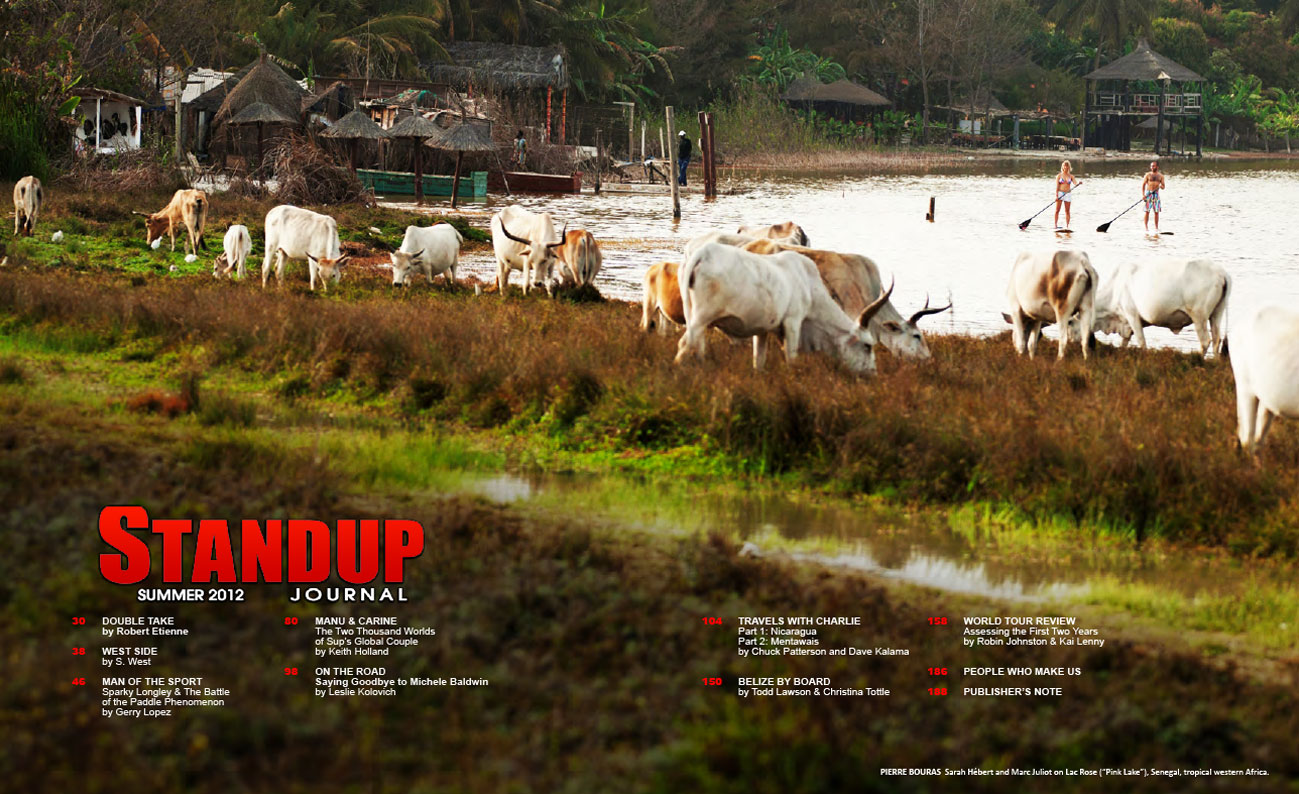 STANDUP
SUMMER 2012 JOURNAL
30 DOUBLE TAKE
by Robert Etienne
38 WEST SIDE
by S. West
46 MAN OF THE SPORT
Sparky Longley & The Battle
of the Paddle Phenomenon
by Gerry Lopez
80 MANU & CARINE
The Two Thousand Worlds
of Sup's Global Couple
by Keith Holland
98 ON THE ROAD
Saying Goodbye to Michele Baldwin
by Leslie Kolovich
104 TRAVELS WITH CHARLIE
Part 1: Nicaragua
Part 2: Mentawais
by Chuck Patterson and Dave Kalama
150 BELIZE BY BOARD
by Todd Lawson & Christina Tottle
158 WORLD TOUR REVIEW
Assessing the First Two Years
by Robin Johnston & Kai Lenny
186 PEOPLE WHO MAKE US
188 PUBLISHER'S NOTE
PIERRE BOURAS Sarah Hébert and Marc Juliot on Lac Rose ("Pink Lake"), Senegal, tropical western Africa.